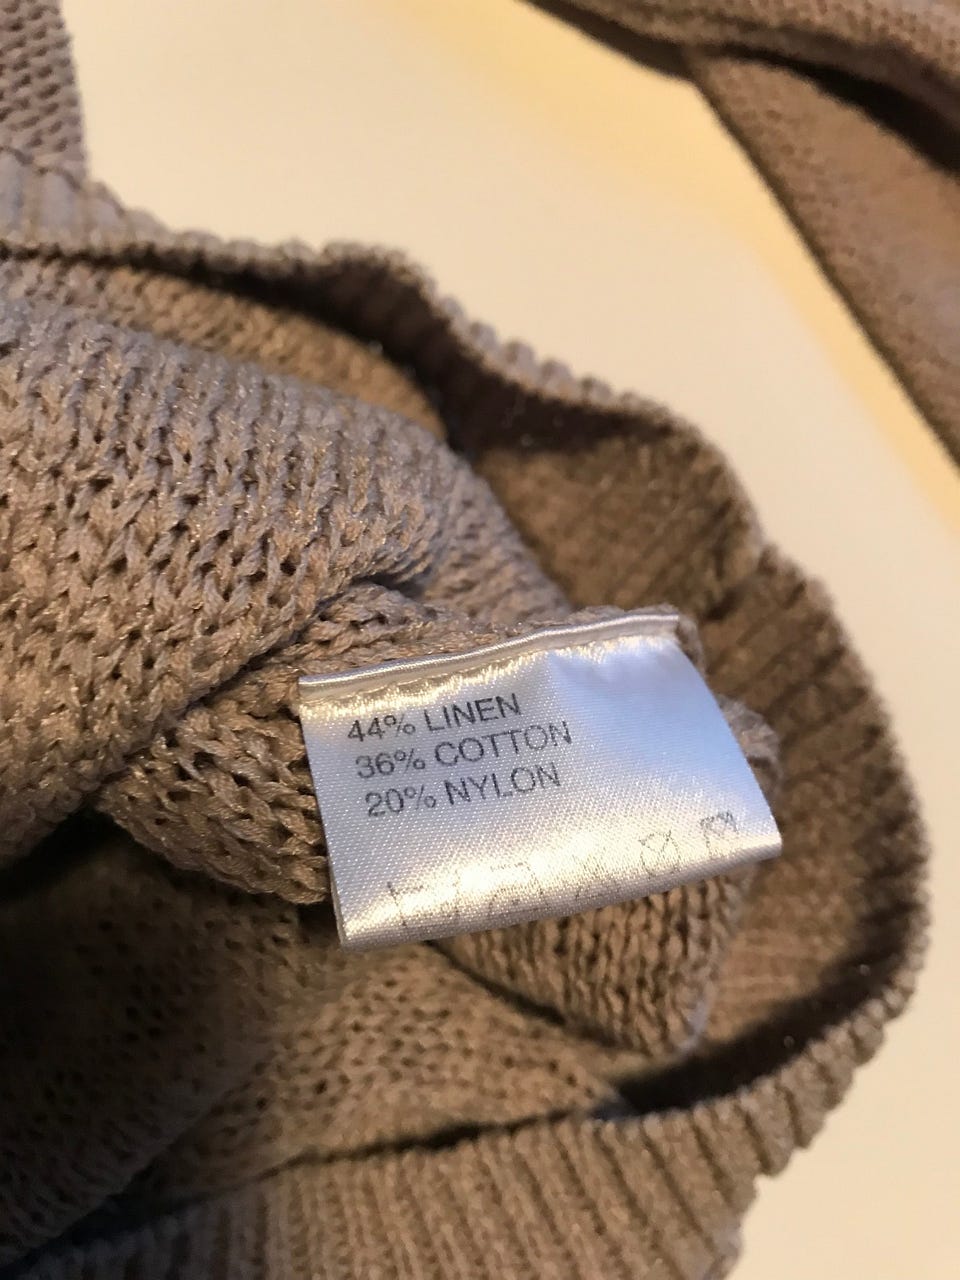 44% LINEN
36% COTTON
20% NYLON